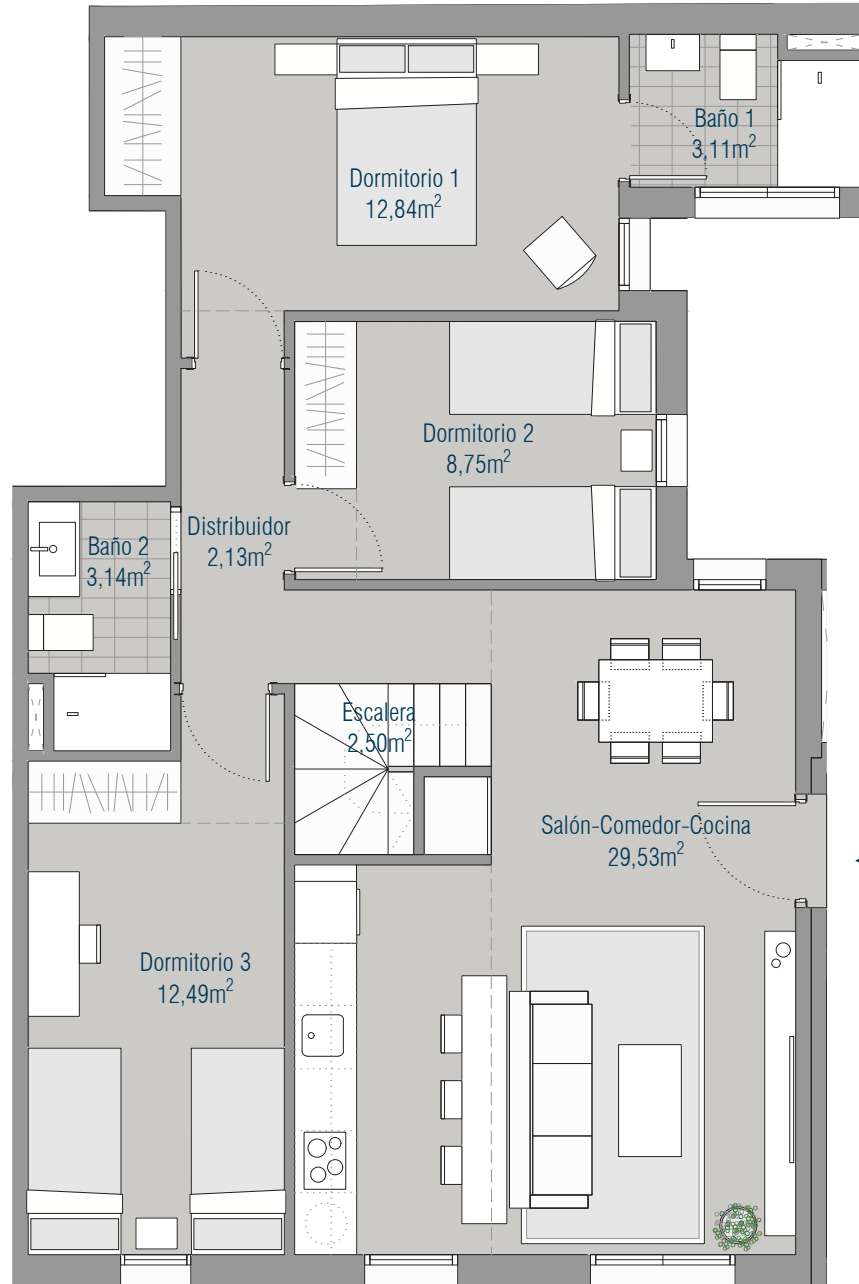 Baño 1
3,11m²
Dormitorio 1
12,84m²
Dormitorio 2
8,75m²
Distribuidor
2,13m²
Baño 2
3,14m²
Escalera
2,50m²
Salón-Comedor-Cocina
29,53m²
Dormitorio 3
12,49m²